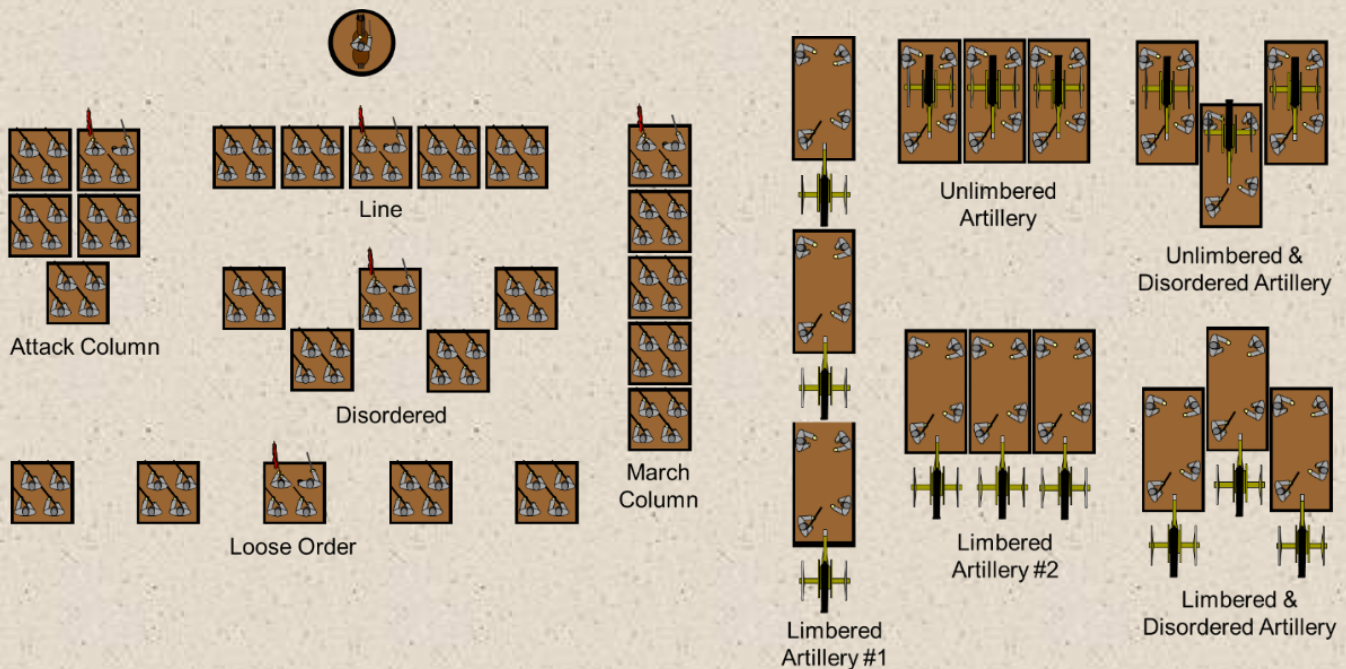 Attack Column
Line
Disordered
Loose Order
March
Column
Limbered
Artillery #1
Unlimbered
Artillery
Limbered
Artillery #2
Unlimbered &
Disordered Artillery
Limbered &
Disordered Artillery